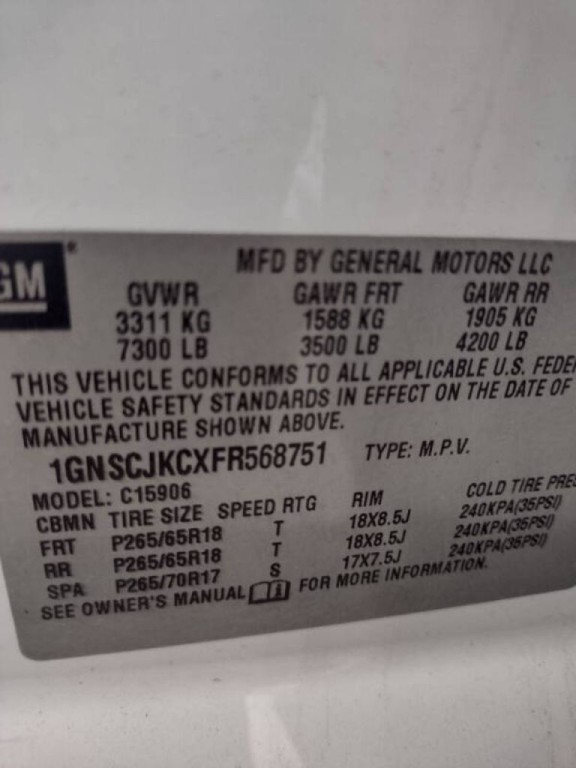 GM ®
MFD BY GENERAL MOTORS LLC
GVWR GAWR FRT GAWR RR
3311 KG 1588 KG 1905 KG
7300 LB 3500 LB 4200 LB
THIS VEHICLE CONFORMS TO ALL APPLICABLE U.S. FEDE
VEHICLE SAFETY STANDARDS IN EFFECT ON THE DATE OF
MANUFACTURE SHOWN ABOVE.
1GNSCJKCXFR568751 TYPE: M.P.V.
MODEL: C15906
CBMN TIRE SIZE SPEED RTG RIM COLD TIRE PRE
FRT P265/65R18 T 18X8.5J 240KPA(35PSI)
RR P265/65R18 T 18X8.5J 240KPA(35PSI)
SPA P265/70R17 S 17X7.5J 240KPA(35PSI)
SEE OWNER'S MANUAL FOR MORE INFORMATION.